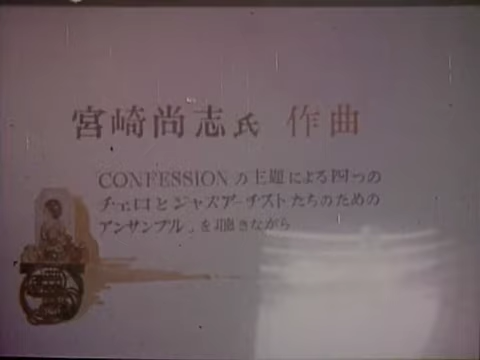 宮崎尚志氏 作曲
CONFESSIONの主題による四つの
チェロとジャズアーチストたちのための
アンサンブル」を聴きながら